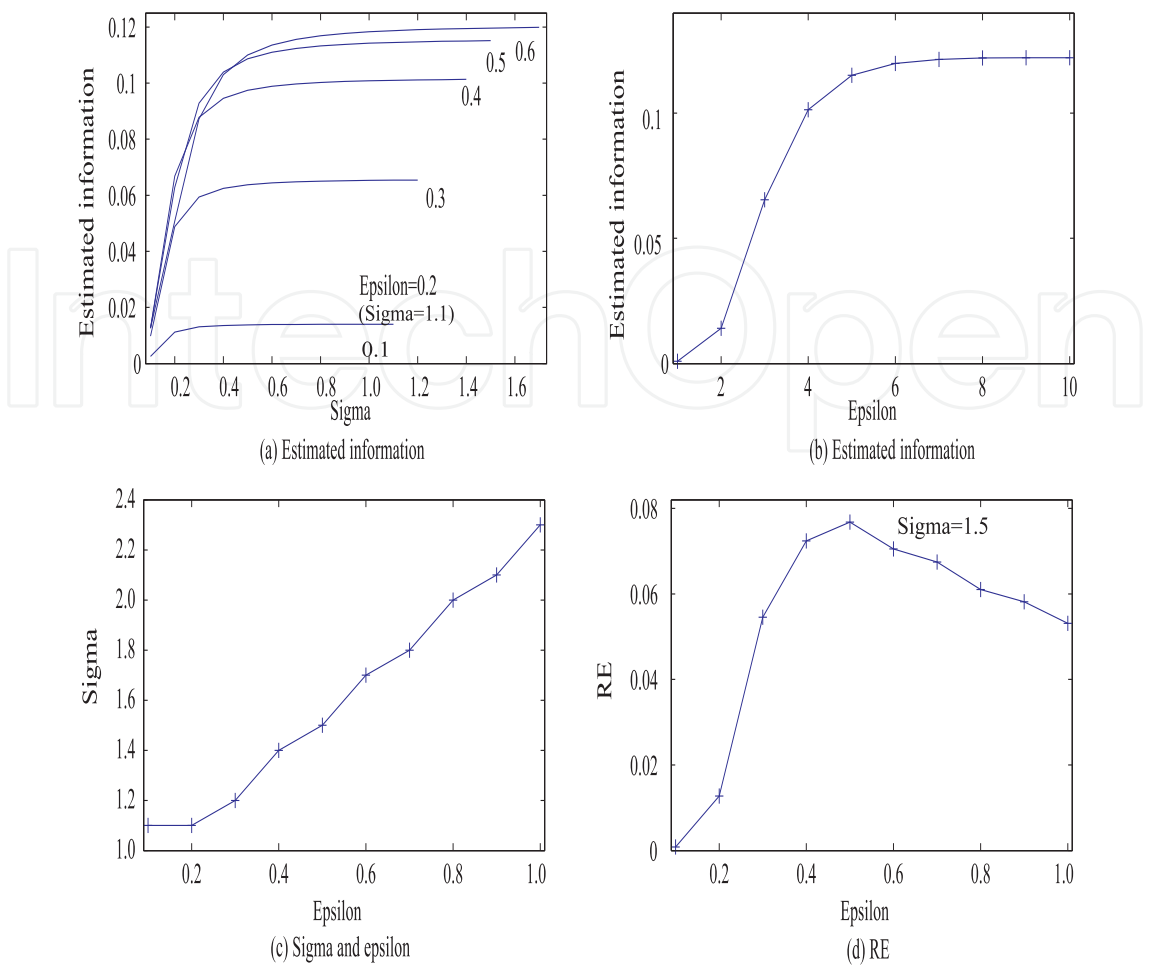 0.12
0.1
0.08
0.06
0.04
0.02
0
Estimated information
0.6
0.5
0.4
0.3
Epsilon=0.2
(Sigma=1.1)
0.1
0.2 0.4 0.6 0.8 1.0 1.2 1.4 1.6
Sigma
(a) Estimated information
0.1
0.05
0
Estimated information
2 4 6 8 10
Epsilon
(b) Estimated information
IntechOpen
2.4
2.2
2.0
1.8
1.6
1.4
1.2
1.0
Sigma
0.2 0.4 0.6 0.8 1.0
Epsilon
(c) Sigma and epsilon
0.08
0.06
0.04
0.02
0
RE
Sigma=1.5
0.2 0.4 0.6 0.8 1.0
Epsilon
(d) RE